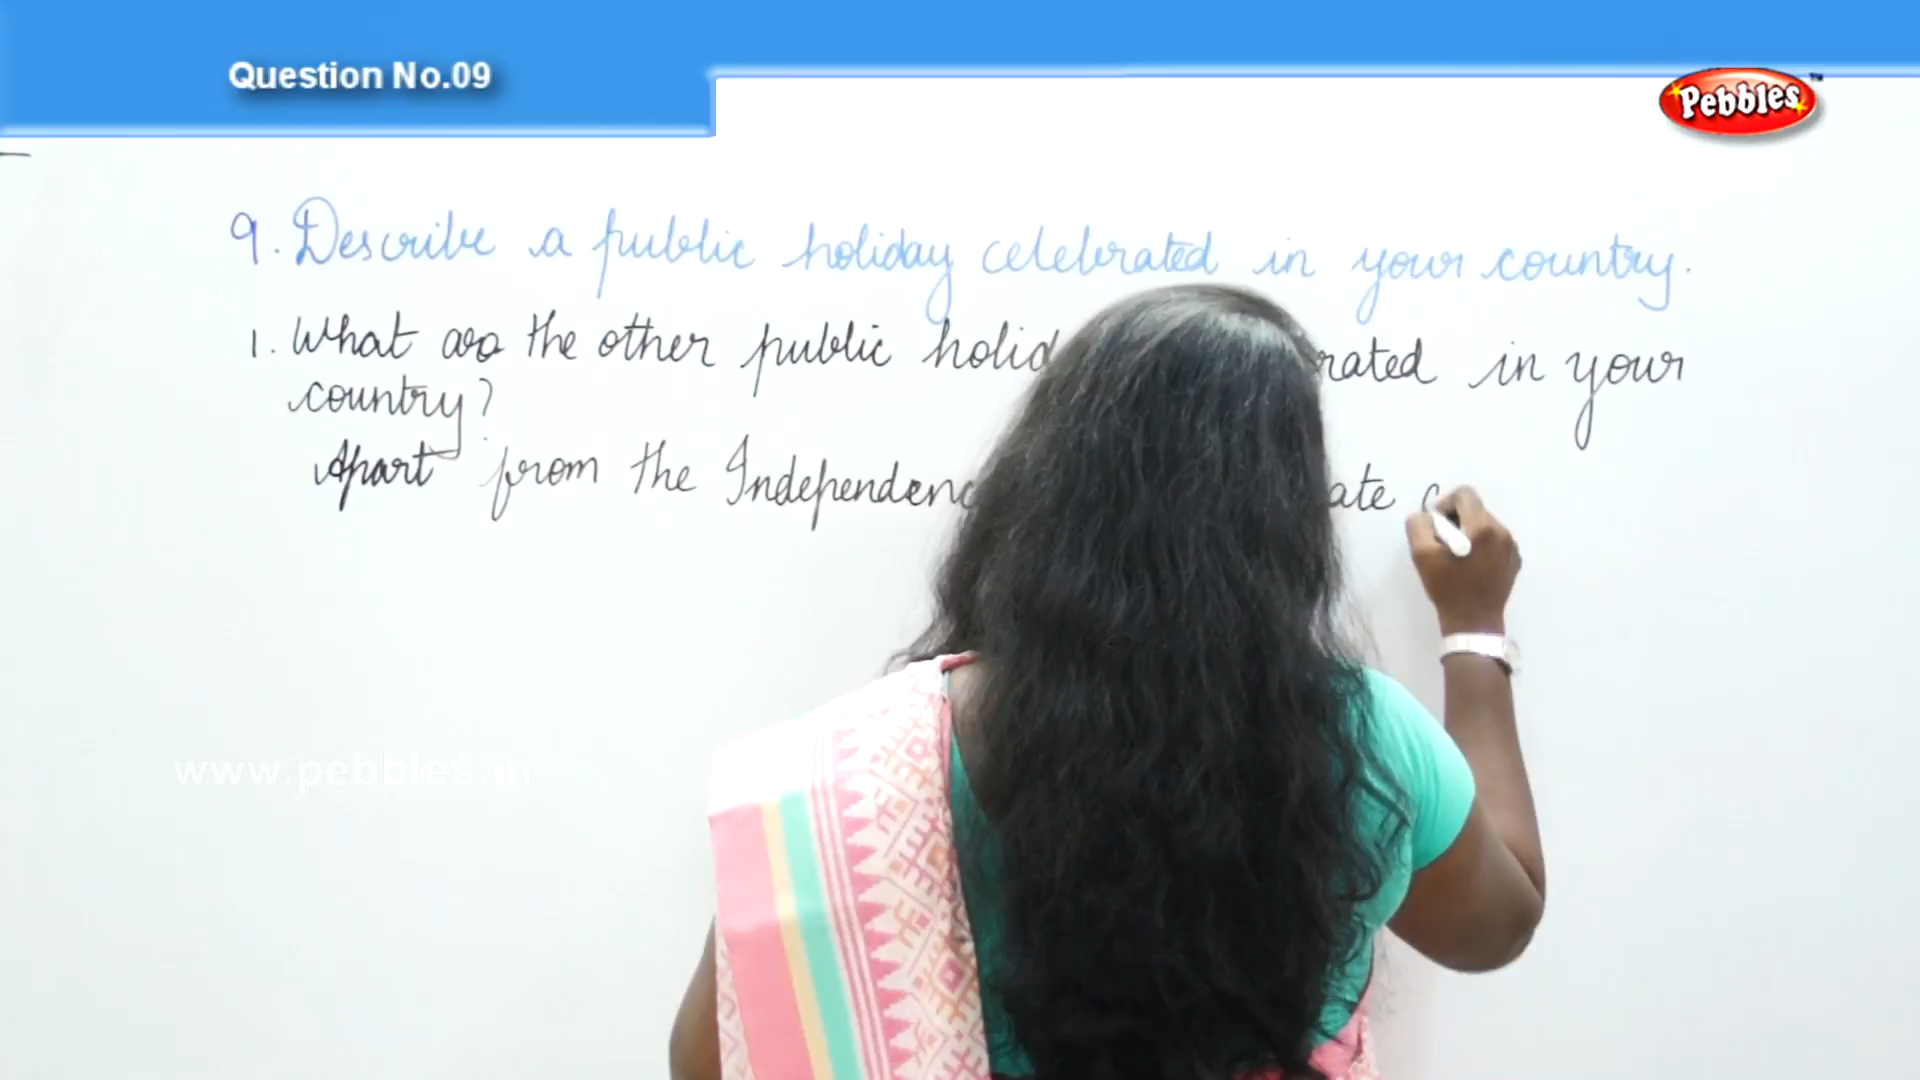 Question No.09
Pebbles
TM
9. Describe a public holiday celebrated in your country.
1. What are the other public holid rated in your
country?
Apart from the Independenc ate
www.pebbles.in